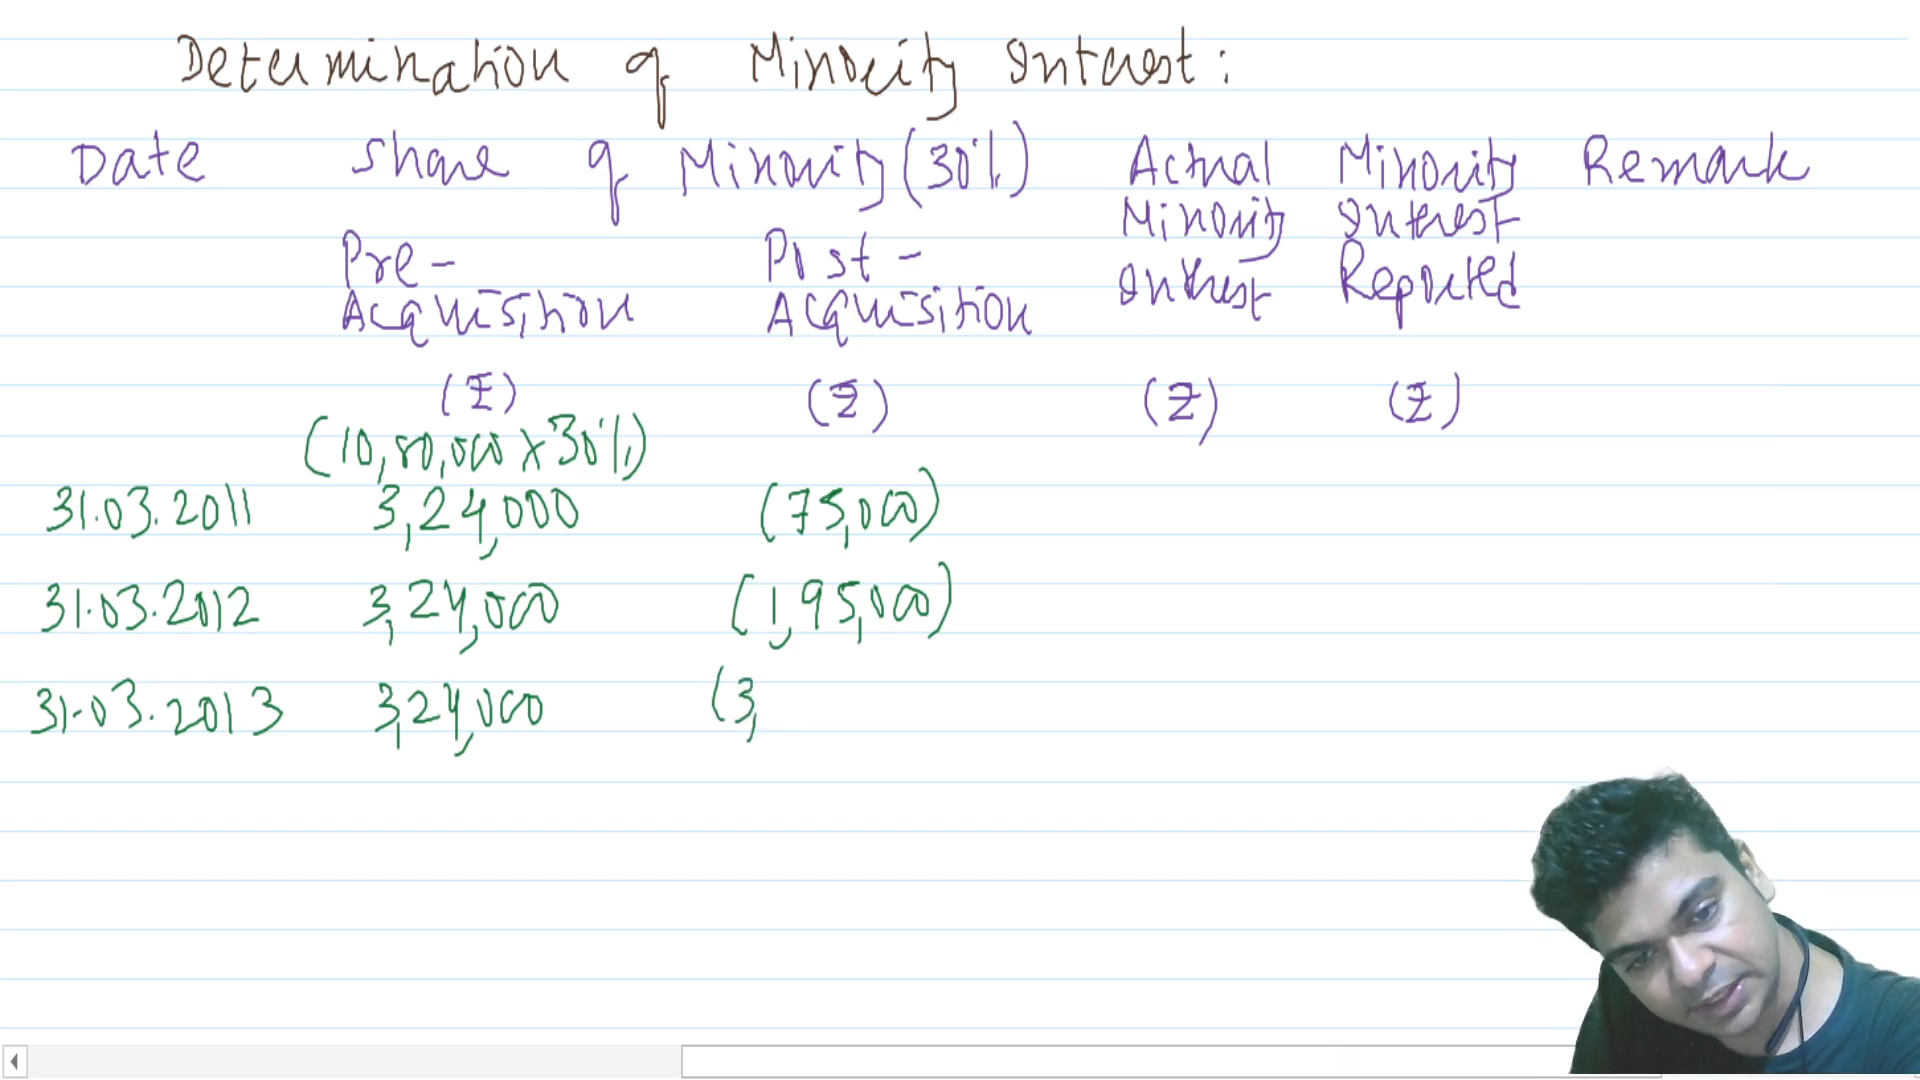 Determination of Minority Interest:
Date Share of Minority (30%) Actual Minority Interest Minority Interest Reported Remark
Pre-Acquisition Post-Acquisition
(₹) (₹) (₹) (₹)
(10,80,000 x 30%)
31.03.2011 3,24,000 (75,000)
31.03.2012 3,24,000 (1,95,000)
31.03.2013 3,24,000 (3,